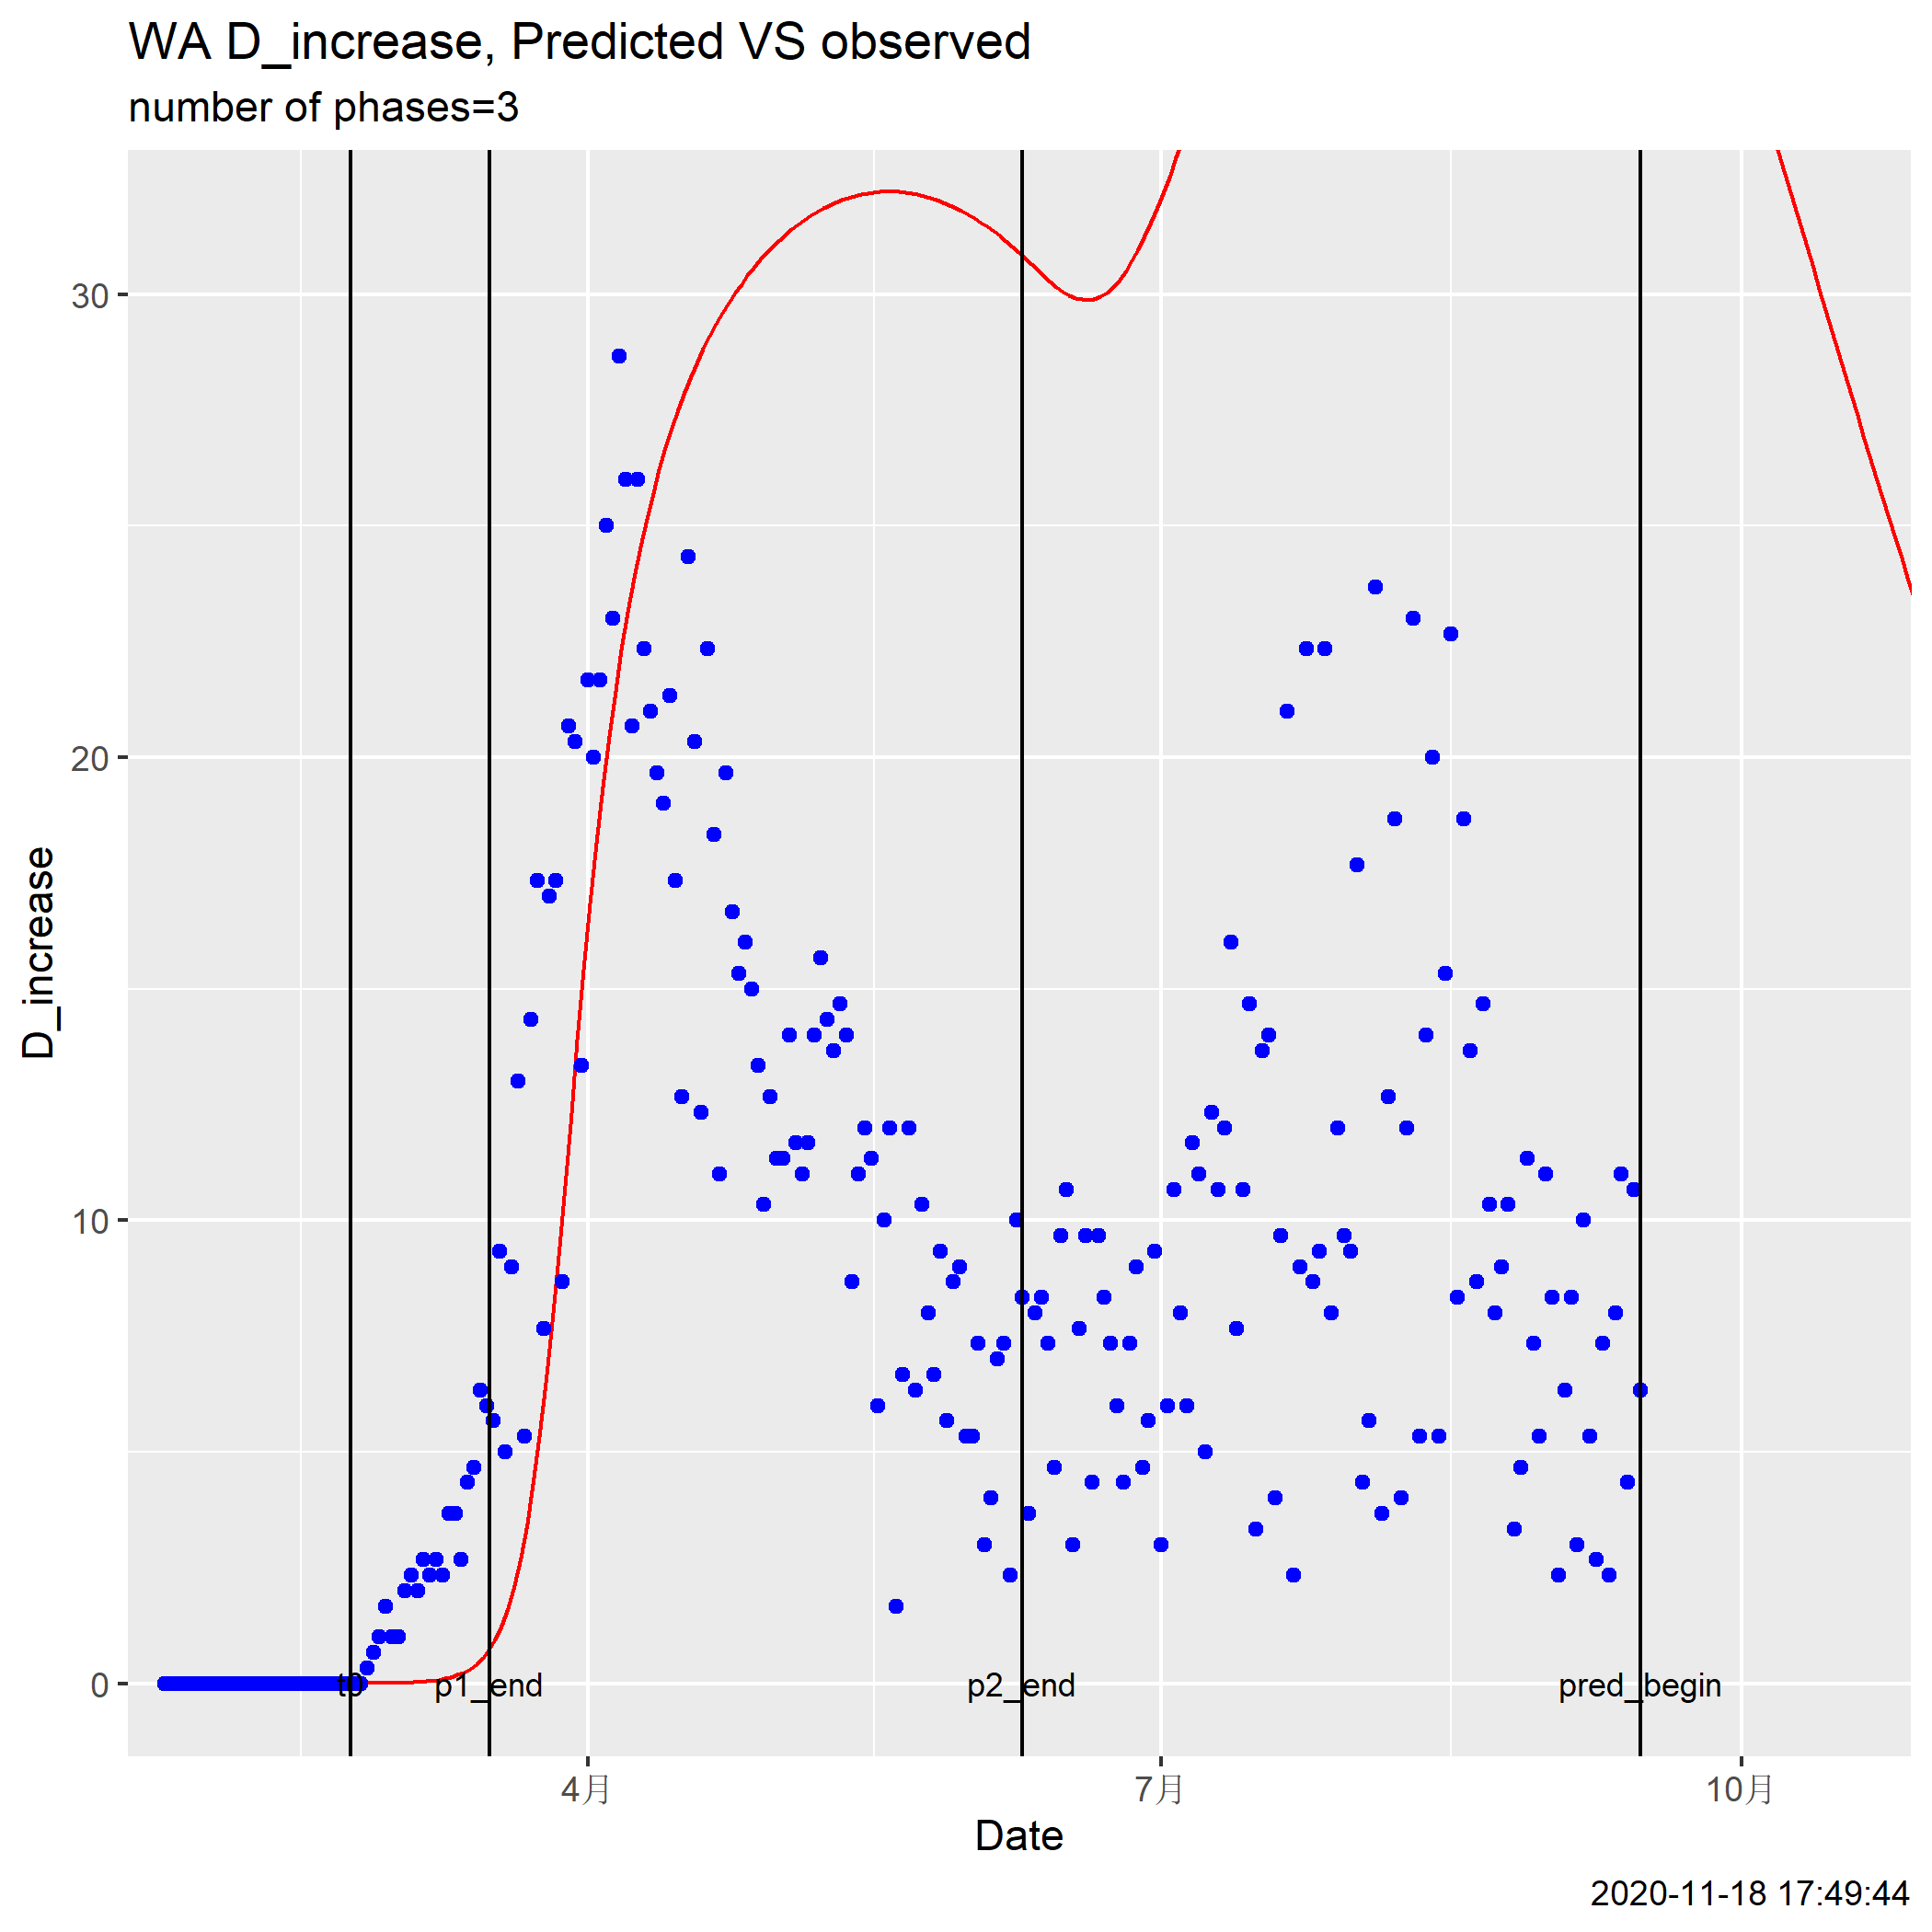 WA D_increase, Predicted VS observed
number of phases=3
D_increase
30
20
10
0
t0
p1_end
p2_end
pred_begin
4月
7月
10月
Date
2020-11-18 17:49:44